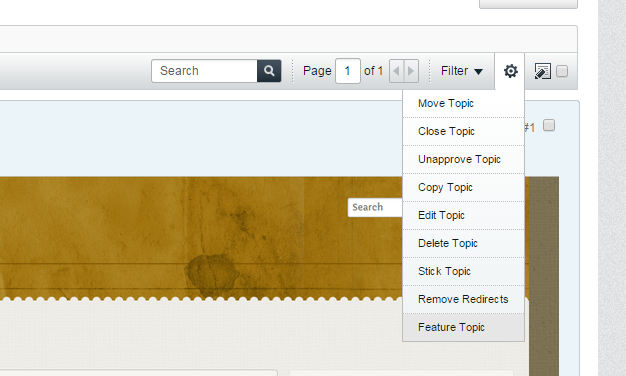 Search Page 1 of 1 Filter
Move Topic
Close Topic
#1
Unapprove Topic
Copy Topic
Search
Edit Topic
Delete Topic
Stick Topic
Remove Redirects
Feature Topic